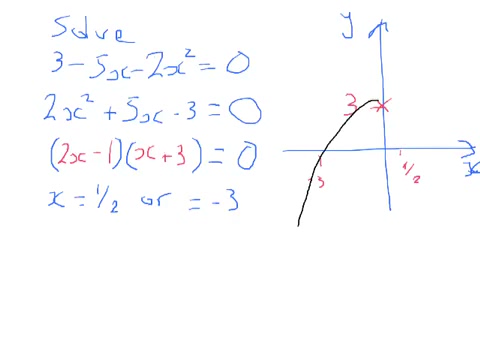 Solve
3 - 5x - 2x² = 0
2x² + 5x - 3 = 0
(2x - 1)(x + 3) = 0
x = 1/2 or = -3
y
3
x
3
1/2